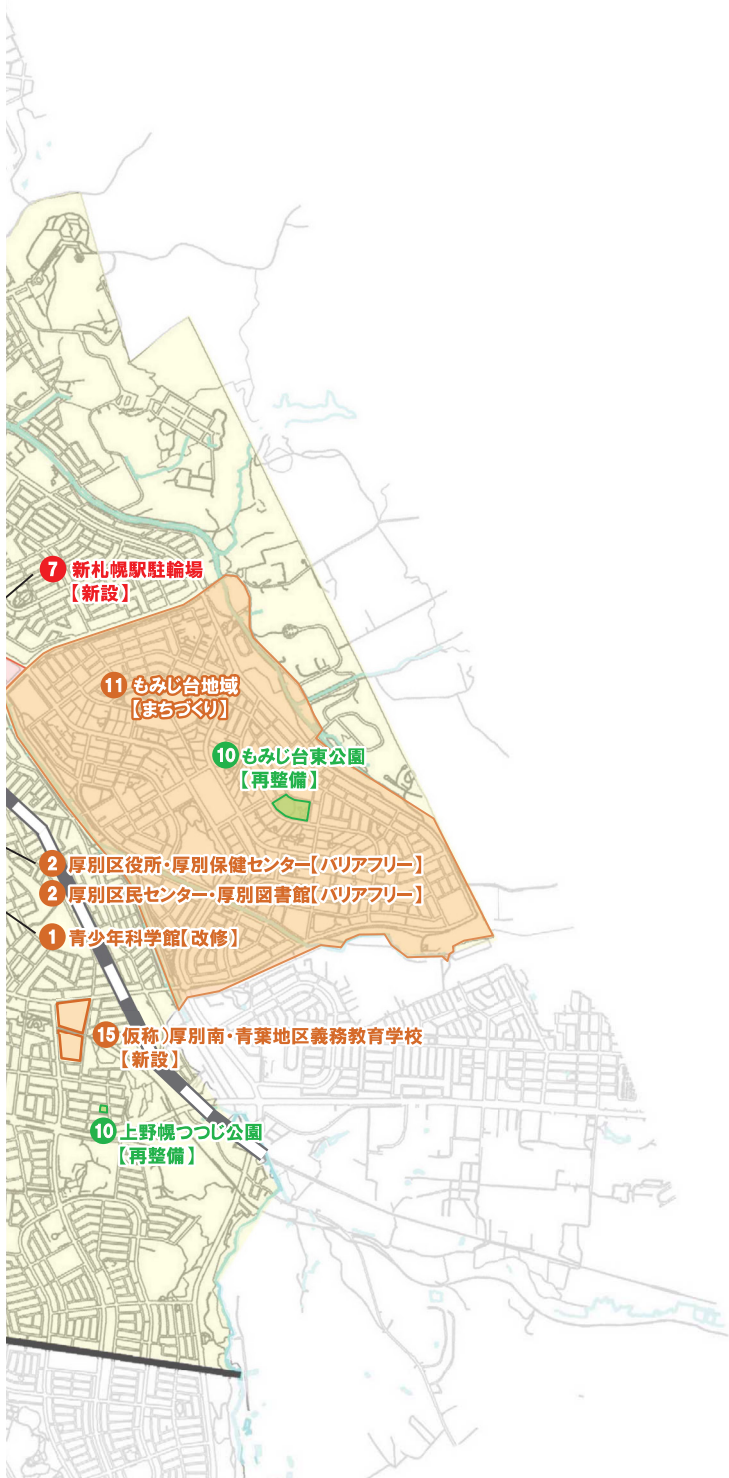 7 新札幌駅駐輪場
【新設】
11 もみじ台地域
【まちづくり】
10 もみじ台東公園
【再整備】
2 厚別区役所・厚別保健センター【バリアフリー】
2 厚別区民センター・厚別図書館【バリアフリー】
1 青少年科学館【改修】
15 仮称）厚別南・青葉地区義務教育学校
【新設】
10 上野幌つつじ公園
【再整備】